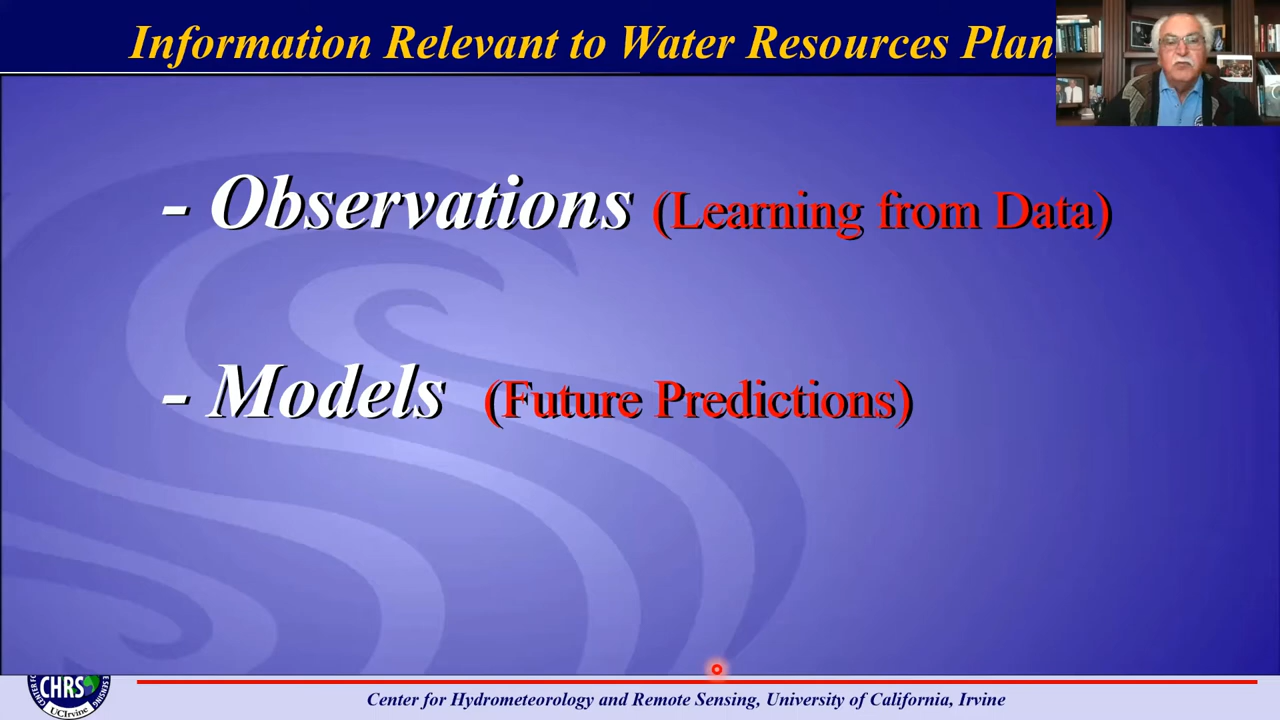 Information Relevant to Water Resources Plan
- Observations (Learning from Data)
- Models (Future Predictions)
CHRS
UCIrvine
Center for Hydrometeorology and Remote Sensing, University of California, Irvine